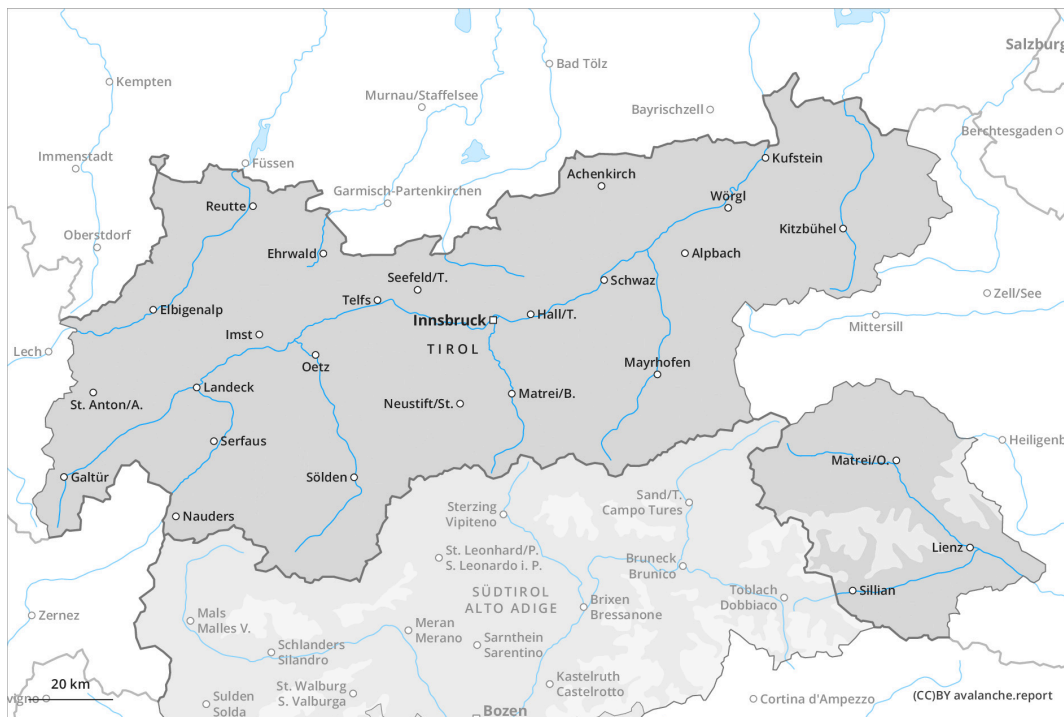 Salzburg
Kempten
Bad Tölz
Murnau/Staffelsee
Bayrischzell
Berchtesgaden
Immenstadt
Füssen
Kufstein
Garmisch-Partenkirchen
Achenkirch
Reutte
Wörgl
Oberstdorf
Ehrwald
Kitzbühel
Alpbach
Seefeld/T.
Schwaz
Zell/See
Telfs
Elbigenalp
Innsbruck
Hall/T.
Mittersill
Imst
TIROL
Lech
Oetz
Mayrhofen
Landeck
St. Anton/A.
Neustift/St.
Matrei/B.
Serfaus
Heiligenb
Matrei/O.
Galtür
Sölden
Sand/T.
Campo Tures
Sterzing
Vipiteno
Nauders
Lienz
St. Leonhard/P.
S. Leonardo i. P.
Bruneck
Brunico
SÜDTIROL
ALTO ADIGE
Toblach
Dobbiaco
Sillian
Brixen
Bressanone
Zernez
Mals
Malles V.
Meran
Merano
Sarnthein
Sarentino
Schlanders
Silandro
Kastelruth
Castelrotto
St. Walburg
S. Valburga
20 km
vigno
Sulden
Solda
Cortina d'Ampezzo
(CC)BY avalanche.report
Bozen